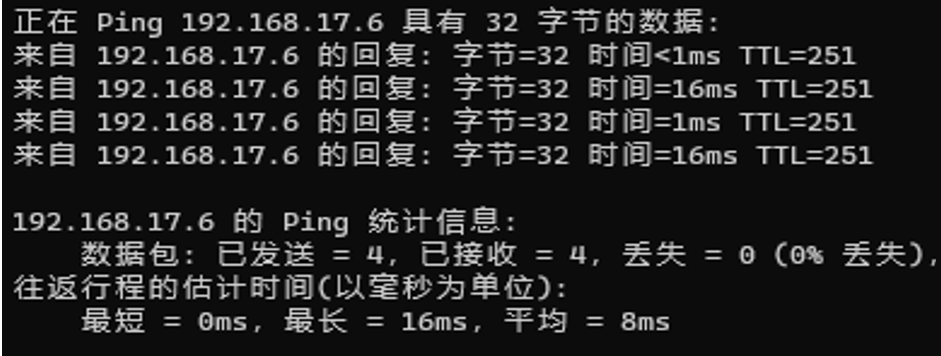 正在 Ping 192.168.17.6 具有 32 字节的数据:
来自 192.168.17.6 的回复: 字节=32 时间<1ms TTL=251
来自 192.168.17.6 的回复: 字节=32 时间=16ms TTL=251
来自 192.168.17.6 的回复: 字节=32 时间=1ms TTL=251
来自 192.168.17.6 的回复: 字节=32 时间=16ms TTL=251
192.168.17.6 的 Ping 统计信息:
数据包: 已发送 = 4, 已接收 = 4, 丢失 = 0 (0% 丢失),
往返行程的估计时间(以毫秒为单位):
最短 = 0ms, 最长 = 16ms, 平均 = 8ms